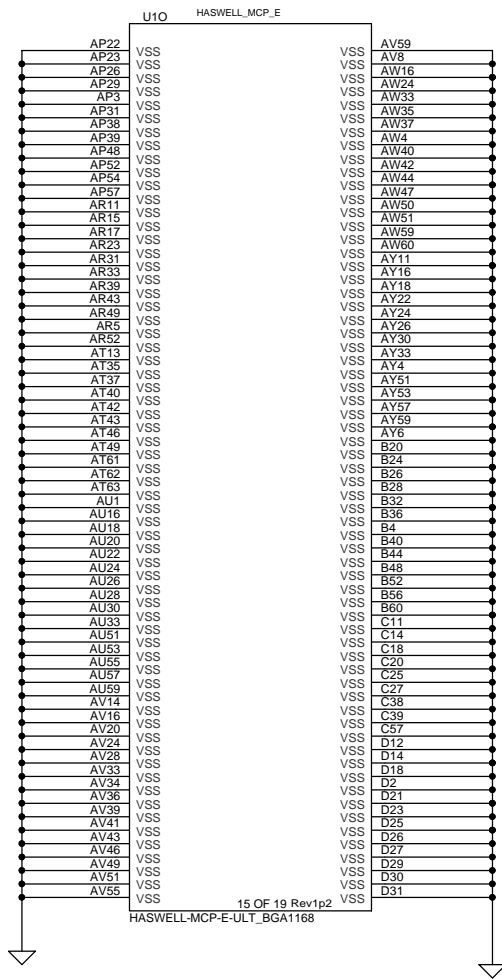 U1O HASWELL_MCP_E
AP22 VSS VSS AV59
AP23 VSS VSS AV8
AP26 VSS VSS AW16
AP29 VSS VSS AW24
AP3 VSS VSS AW33
AP31 VSS VSS AW35
AP38 VSS VSS AW37
AP39 VSS VSS AW4
AP48 VSS VSS AW40
AP52 VSS VSS AW42
AP54 VSS VSS AW44
AP57 VSS VSS AW47
AR11 VSS VSS AW50
AR15 VSS VSS AW51
AR17 VSS VSS AW59
AR23 VSS VSS AW60
AR31 VSS VSS AY11
AR33 VSS VSS AY16
AR39 VSS VSS AY18
AR43 VSS VSS AY22
AR49 VSS VSS AY24
AR5 VSS VSS AY26
AR52 VSS VSS AY30
AT13 VSS VSS AY33
AT35 VSS VSS AY4
AT37 VSS VSS AY51
AT40 VSS VSS AY53
AT42 VSS VSS AY57
AT43 VSS VSS AY59
AT46 VSS VSS AY6
AT49 VSS VSS B20
AT61 VSS VSS B24
AT62 VSS VSS B26
AT63 VSS VSS B28
AU1 VSS VSS B32
AU16 VSS VSS B36
AU18 VSS VSS B4
AU20 VSS VSS B40
AU22 VSS VSS B44
AU24 VSS VSS B48
AU26 VSS VSS B52
AU28 VSS VSS B56
AU30 VSS VSS B60
AU33 VSS VSS C11
AU51 VSS VSS C14
AU53 VSS VSS C18
AU55 VSS VSS C20
AU57 VSS VSS C25
AU59 VSS VSS C27
AV14 VSS VSS C38
AV16 VSS VSS C39
AV20 VSS VSS C57
AV24 VSS VSS D12
AV28 VSS VSS D14
AV33 VSS VSS D18
AV34 VSS VSS D2
AV36 VSS VSS D21
AV39 VSS VSS D23
AV41 VSS VSS D25
AV43 VSS VSS D26
AV46 VSS VSS D27
AV49 VSS VSS D29
AV51 VSS VSS D30
AV55 VSS VSS D31
15 OF 19 Rev1p2
HASWELL-MCP-E-ULT_BGA1168